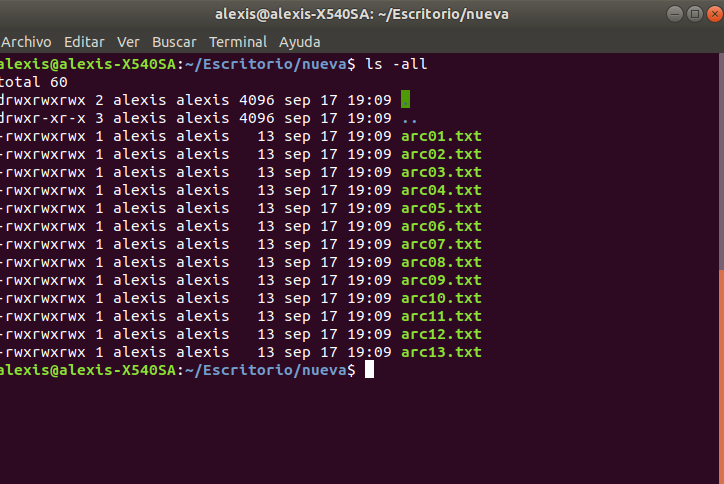 alexis@alexis-X540SA: ~/Escritorio/nueva
Archivo Editar Ver Buscar Terminal Ayuda
alexis@alexis-X540SA:~/Escritorio/nueva$ ls -all
total 60
drwxrwxrwx 2 alexis alexis 4096 sep 17 19:09 .
drwxr-xr-x 3 alexis alexis 4096 sep 17 19:09 ..
-rwxrwxrwx 1 alexis alexis   13 sep 17 19:09 arc01.txt
-rwxrwxrwx 1 alexis alexis   13 sep 17 19:09 arc02.txt
-rwxrwxrwx 1 alexis alexis   13 sep 17 19:09 arc03.txt
-rwxrwxrwx 1 alexis alexis   13 sep 17 19:09 arc04.txt
-rwxrwxrwx 1 alexis alexis   13 sep 17 19:09 arc05.txt
-rwxrwxrwx 1 alexis alexis   13 sep 17 19:09 arc06.txt
-rwxrwxrwx 1 alexis alexis   13 sep 17 19:09 arc07.txt
-rwxrwxrwx 1 alexis alexis   13 sep 17 19:09 arc08.txt
-rwxrwxrwx 1 alexis alexis   13 sep 17 19:09 arc09.txt
-rwxrwxrwx 1 alexis alexis   13 sep 17 19:09 arc10.txt
-rwxrwxrwx 1 alexis alexis   13 sep 17 19:09 arc11.txt
-rwxrwxrwx 1 alexis alexis   13 sep 17 19:09 arc12.txt
-rwxrwxrwx 1 alexis alexis   13 sep 17 19:09 arc13.txt
alexis@alexis-X540SA:~/Escritorio/nueva$